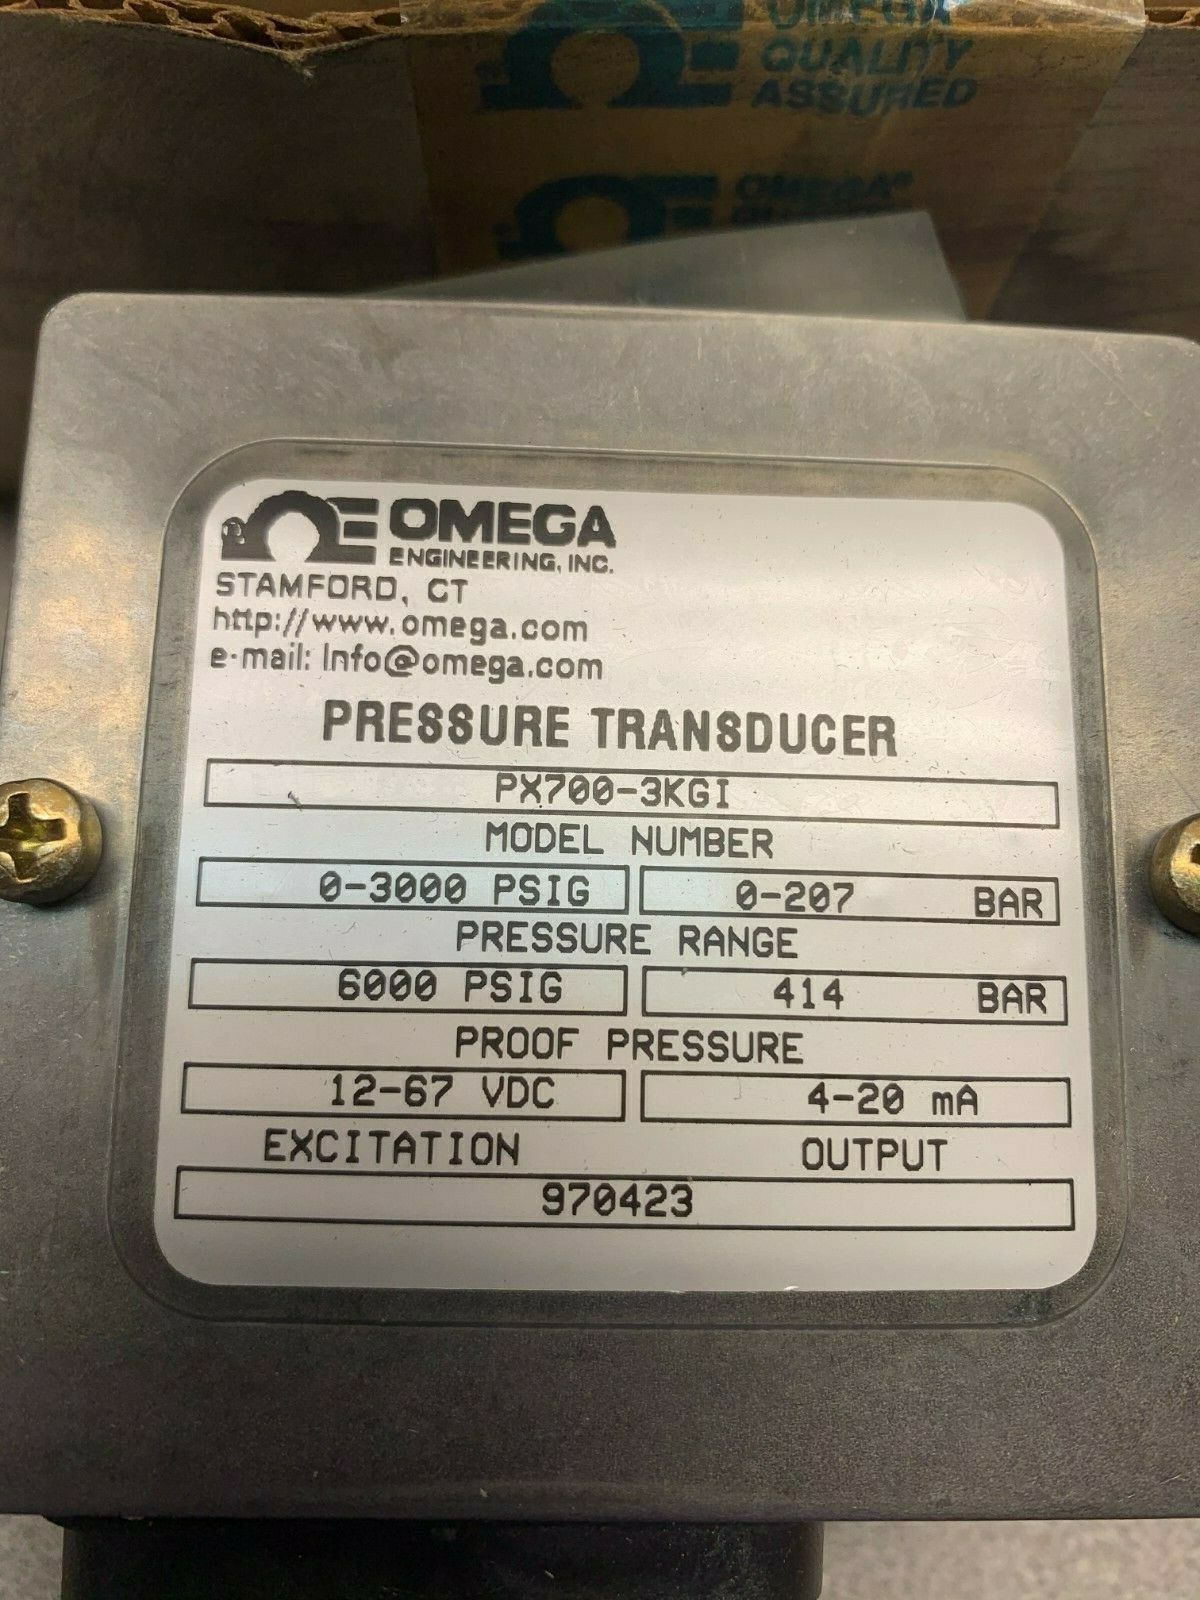 OMEGA
QUALITY
ASSURED
OMEGA®
OMEGA
ENGINEERING, INC.
STAMFORD, CT
http://www.omega.com
e-mail: Info@omega.com
PRESSURE TRANSDUCER
PX700-3KGI
MODEL NUMBER
0-3000 PSIG 0-207 BAR
PRESSURE RANGE
6000 PSIG 414 BAR
PROOF PRESSURE
12-67 VDC 4-20 mA
EXCITATION OUTPUT
970423